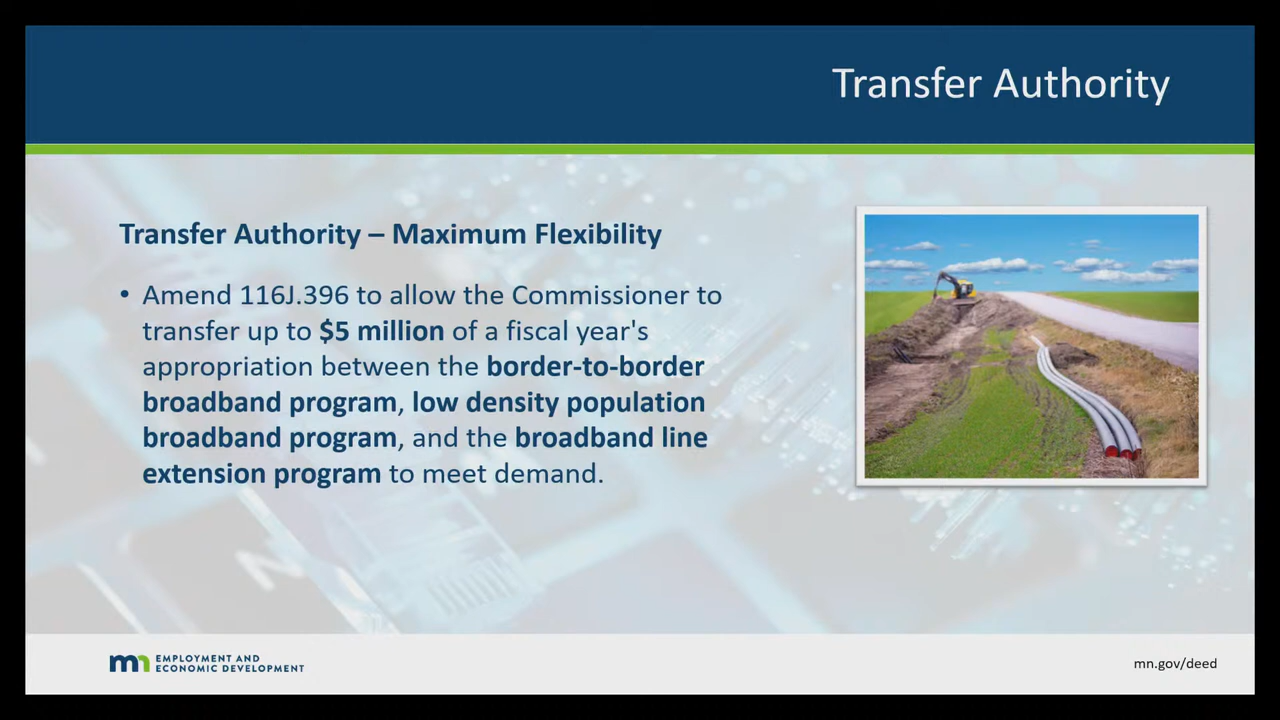 Transfer Authority
Transfer Authority – Maximum Flexibility
• Amend 116J.396 to allow the Commissioner to
transfer up to $5 million of a fiscal year's
appropriation between the border-to-border
broadband program, low density population
broadband program, and the broadband line
extension program to meet demand.
mn EMPLOYMENT AND
ECONOMIC DEVELOPMENT
mn.gov/deed